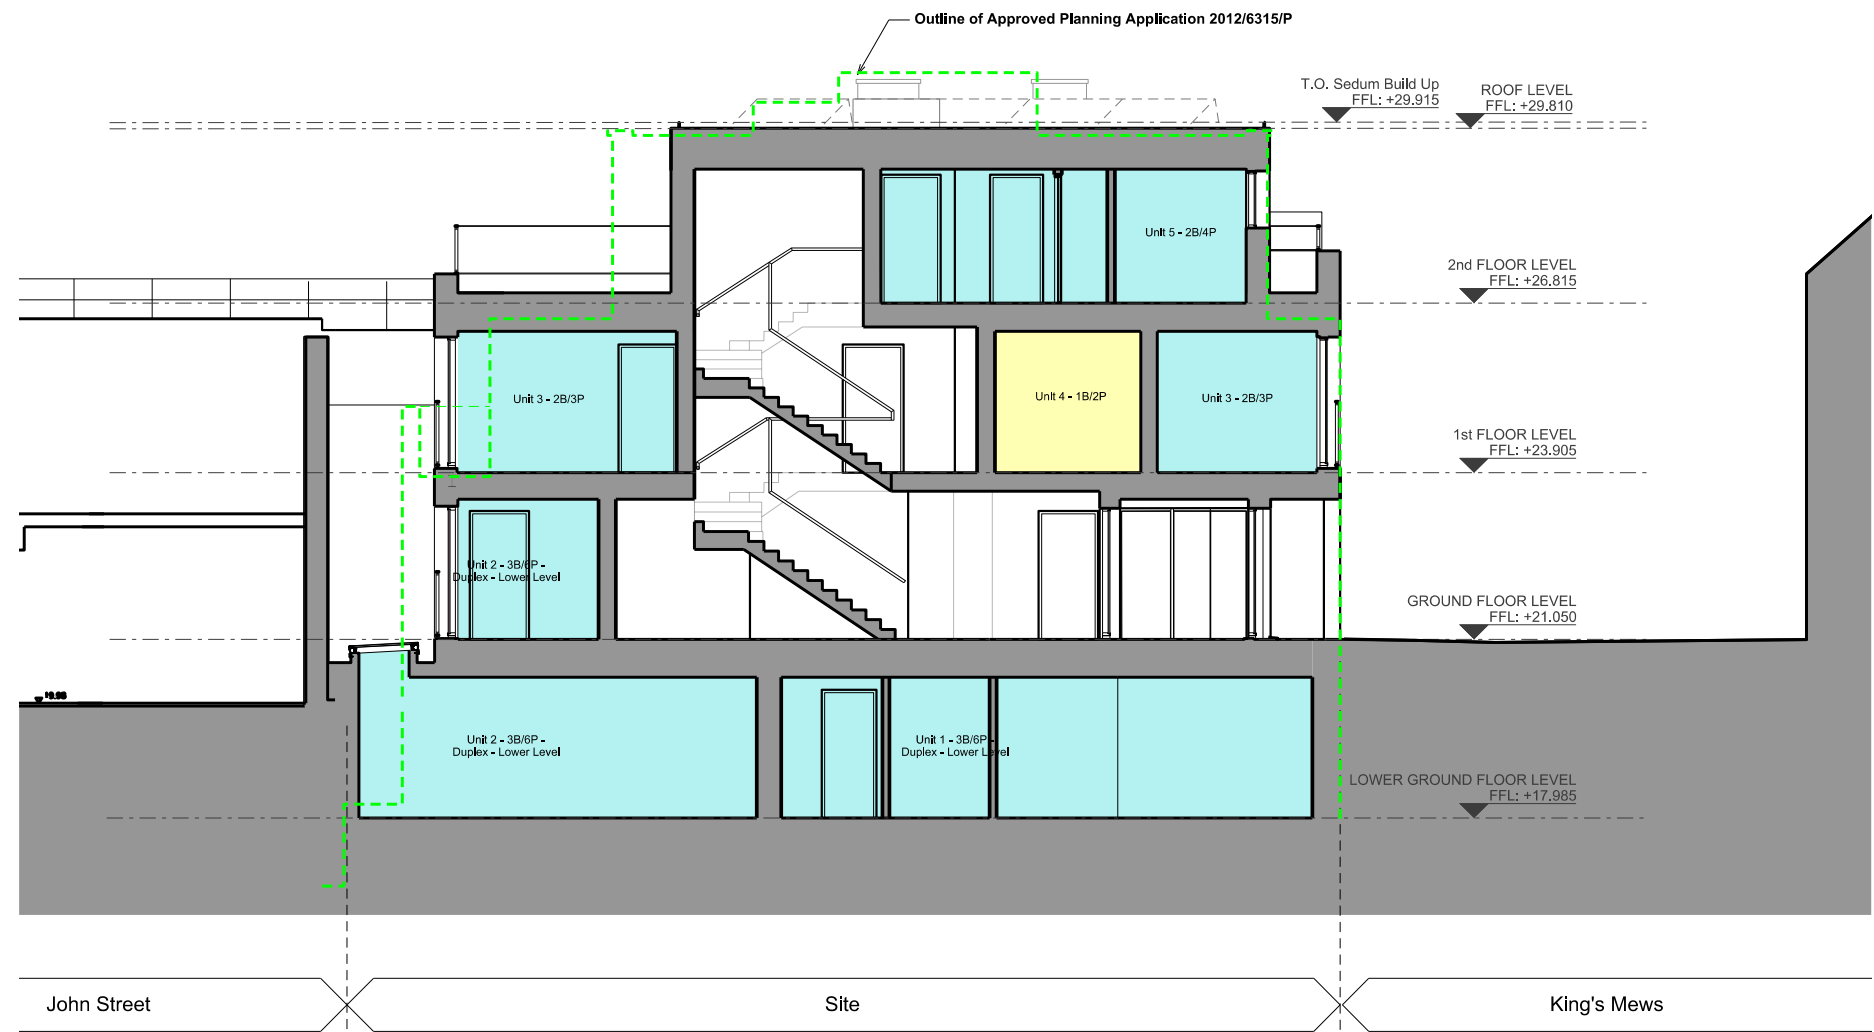 Outline of Approved Planning Application 2012/6315/P
T.O. Sedum Build Up
FFL: +29.915
ROOF LEVEL
FFL: +29.810
Unit 5 - 2B/4P
2nd FLOOR LEVEL
FFL: +26.815
Unit 3 - 2B/3P
Unit 4 - 1B/2P
Unit 3 - 2B/3P
1st FLOOR LEVEL
FFL: +23.905
Unit 2 - 3B/6P -
Duplex - Lower Level
GROUND FLOOR LEVEL
FFL: +21.050
Unit 2 - 3B/6P -
Duplex - Lower Level
Unit 1 - 3B/6P -
Duplex - Lower Level
LOWER GROUND FLOOR LEVEL
FFL: +17.985
John Street
Site
King's Mews